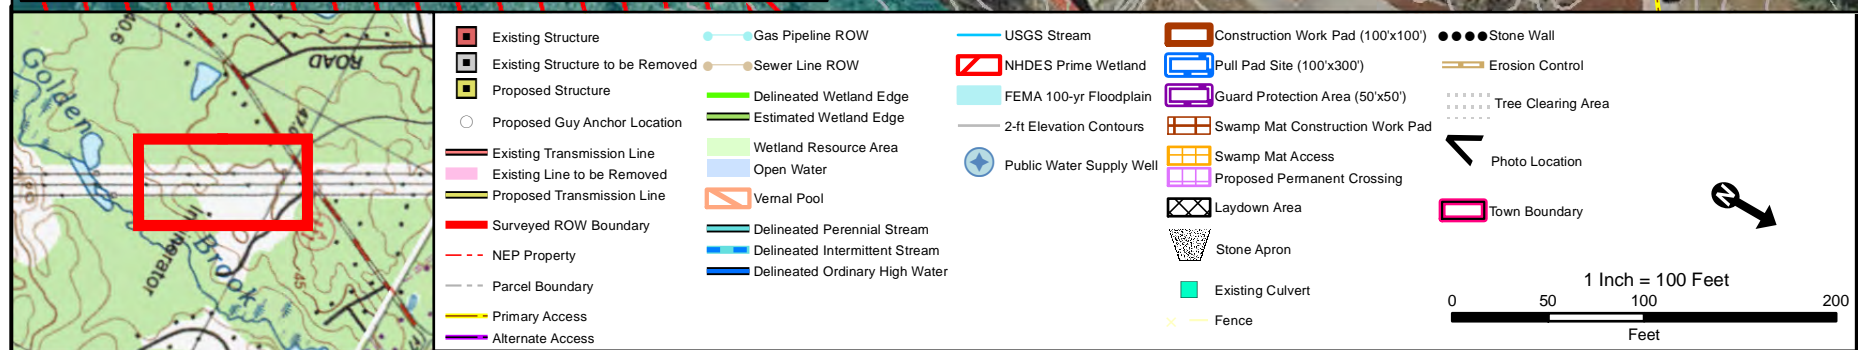 40.6
Golden
ROAD
470
Incinerator
Brook
45
Existing Structure
Existing Structure to be Removed
Proposed Structure
Proposed Guy Anchor Location
Existing Transmission Line
Existing Line to be Removed
Proposed Transmission Line
Surveyed ROW Boundary
NEP Property
Parcel Boundary
Primary Access
Alternate Access
Gas Pipeline ROW
Sewer Line ROW
Delineated Wetland Edge
Estimated Wetland Edge
Wetland Resource Area
Open Water
Vernal Pool
Delineated Perennial Stream
Delineated Intermittent Stream
Delineated Ordinary High Water
USGS Stream
NHDES Prime Wetland
FEMA 100-yr Floodplain
2-ft Elevation Contours
Public Water Supply Well
Construction Work Pad (100'x100')
Pull Pad Site (100'x300')
Guard Protection Area (50'x50')
Swamp Mat Construction Work Pad
Swamp Mat Access
Proposed Permanent Crossing
Laydown Area
Stone Apron
Existing Culvert
Fence
Stone Wall
Erosion Control
Tree Clearing Area
Photo Location
Town Boundary
N
1 Inch = 100 Feet
0 50 100 200
Feet